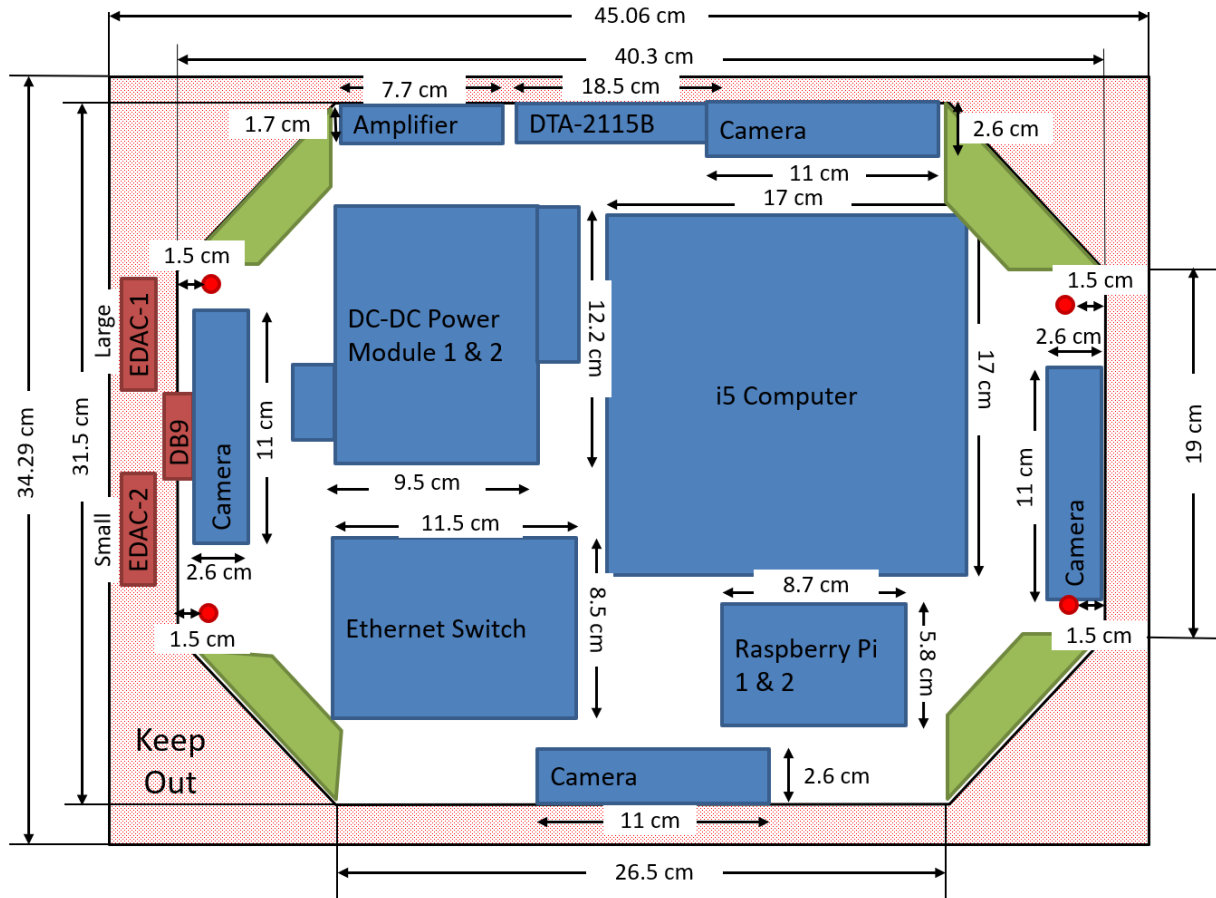 45.06 cm
40.3 cm
7.7 cm
18.5 cm
1.7 cm
Amplifier
DTA-2115B
Camera
2.6 cm
11 cm
17 cm
1.5 cm
1.5 cm
Large
EDAC-1
DC-DC Power
Module 1 & 2
12.2 cm
i5 Computer
17 cm
2.6 cm
34.29 cm
31.5 cm
DB9
Camera
11 cm
11 cm
Camera
19 cm
9.5 cm
Small
EDAC-2
2.6 cm
11.5 cm
8.7 cm
1.5 cm
Ethernet Switch
8.5 cm
Raspberry Pi
1 & 2
5.8 cm
1.5 cm
Keep
Out
Camera
2.6 cm
11 cm
26.5 cm